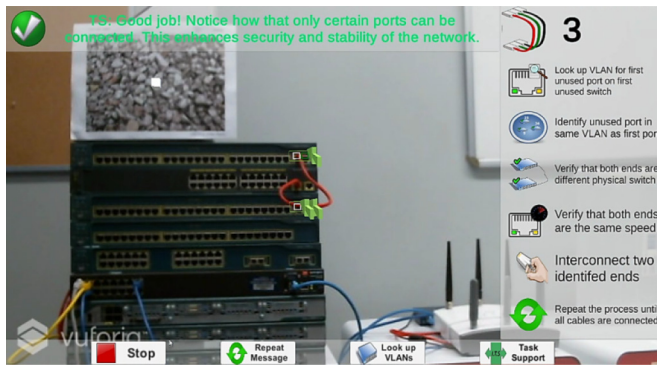 TS: Good job! Notice how that only certain ports can be
connected. This enhances security and stability of the network.
3
Look up VLAN for first
unused port on first
unused switch
Identify unused port in
same VLAN as first por
Verify that both ends are
different physical switch
Verify that both ends
are the same speed
Interconnect two
identifed ends
Repeat the process unti
all cables are connected
vuforia
Stop
Repeat
Message
Look up
VLANs
Task
Support